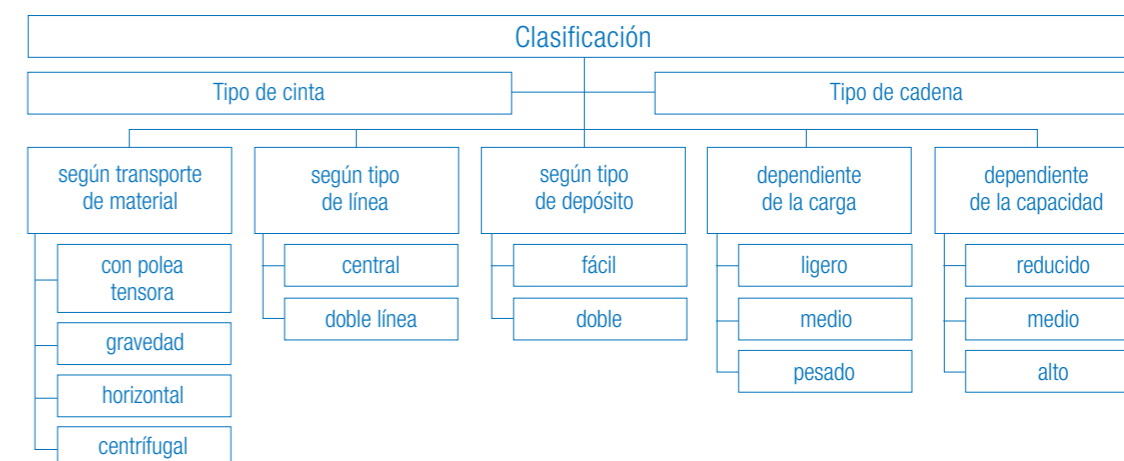 Clasificación
Tipo de cinta
Tipo de cadena
según transporte
de material
con polea
tensora
gravedad
horizontal
centrífugal
según tipo
de línea
central
doble línea
según tipo
de depósito
fácil
doble
dependiente
de la carga
ligero
medio
pesado
dependiente
de la capacidad
reducido
medio
alto